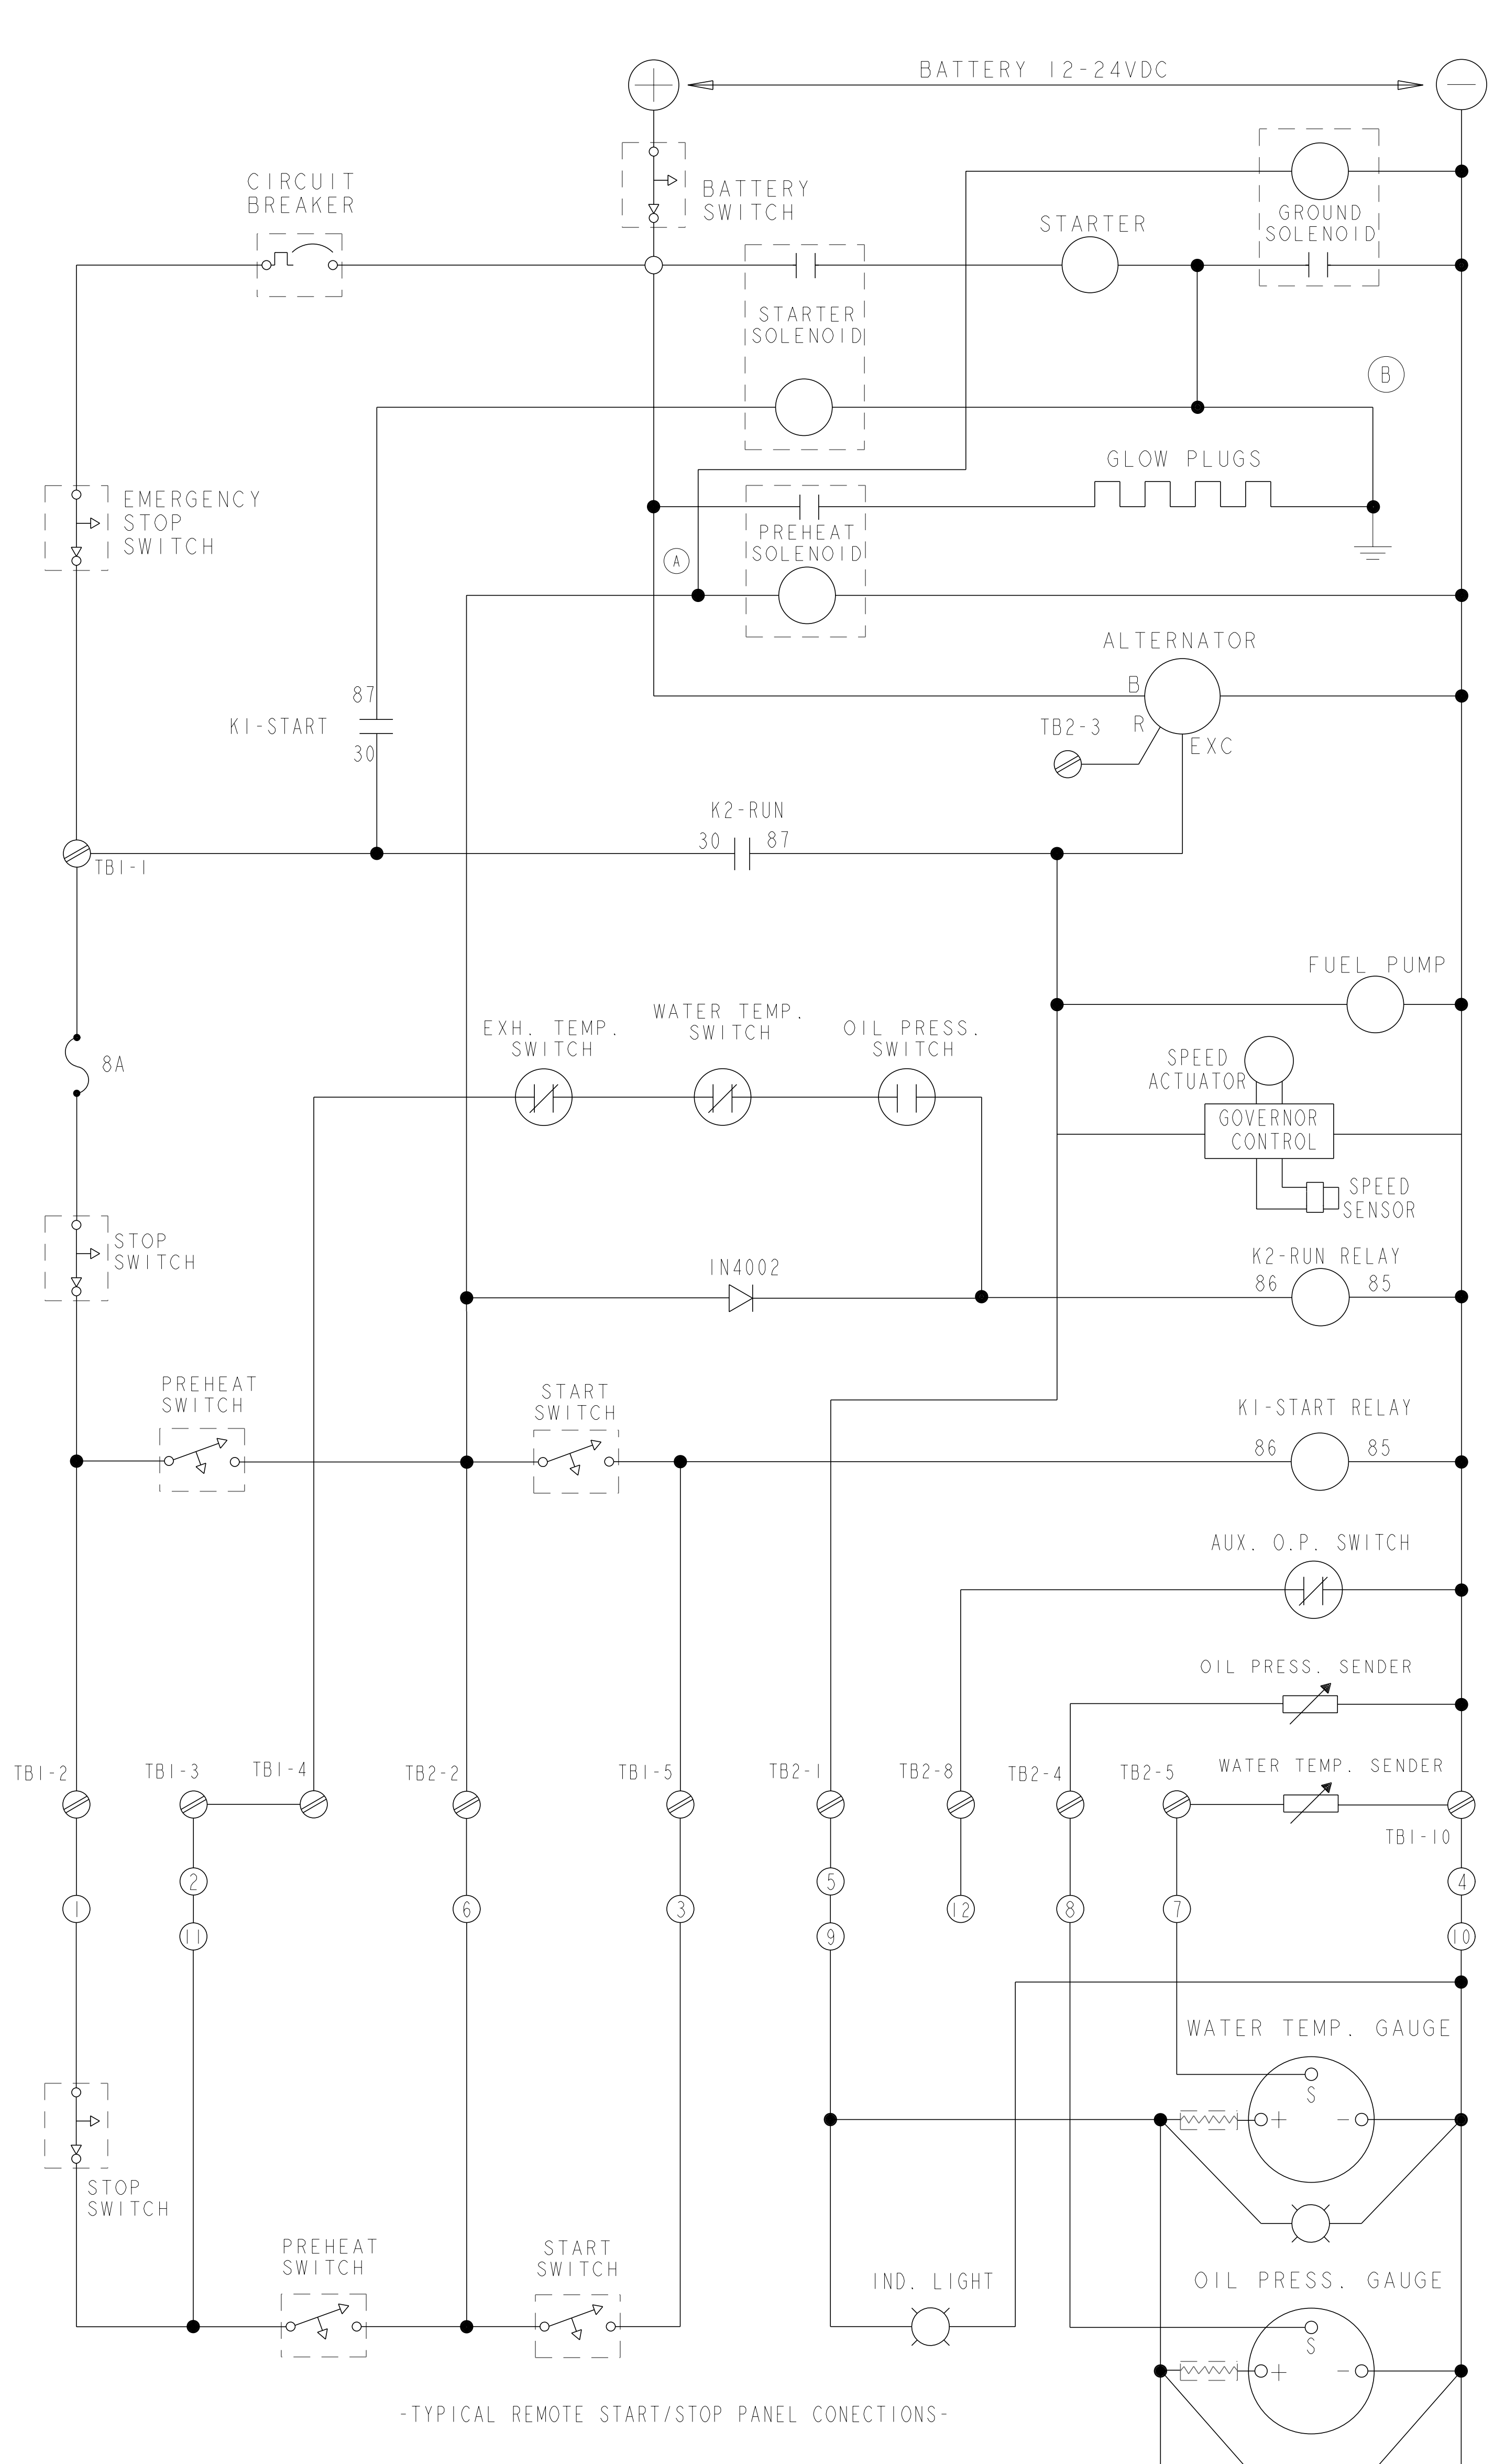 BATTERY 12-24VDC
CIRCUIT
BREAKER
BATTERY
SWITCH
GROUND
SOLENOID
STARTER
STARTER
SOLENOID
B
EMERGENCY
STOP
SWITCH
GLOW PLUGS
PREHEAT
SOLENOID
A
ALTERNATOR
B
87
K1-START
30
TB2-3
R
EXC
K2-RUN
30
87
TB1-1
FUEL PUMP
EXH. TEMP.
SWITCH
WATER TEMP.
SWITCH
OIL PRESS.
SWITCH
8A
SPEED
ACTUATOR
GOVERNOR
CONTROL
SPEED
SENSOR
STOP
SWITCH
IN4002
K2-RUN RELAY
86
85
PREHEAT
SWITCH
START
SWITCH
K1-START RELAY
86
85
AUX. O.P. SWITCH
OIL PRESS. SENDER
TB1-2
TB1-3
TB1-4
TB2-2
TB1-5
TB2-1
TB2-8
TB2-4
TB2-5
WATER TEMP. SENDER
TB1-10
2
5
4
1
6
3
12
8
7
11
9
10
WATER TEMP. GAUGE
S
+
-
STOP
SWITCH
PREHEAT
SWITCH
START
SWITCH
IND. LIGHT
OIL PRESS. GAUGE
S
+
-
-TYPICAL REMOTE START/STOP PANEL CONECTIONS-